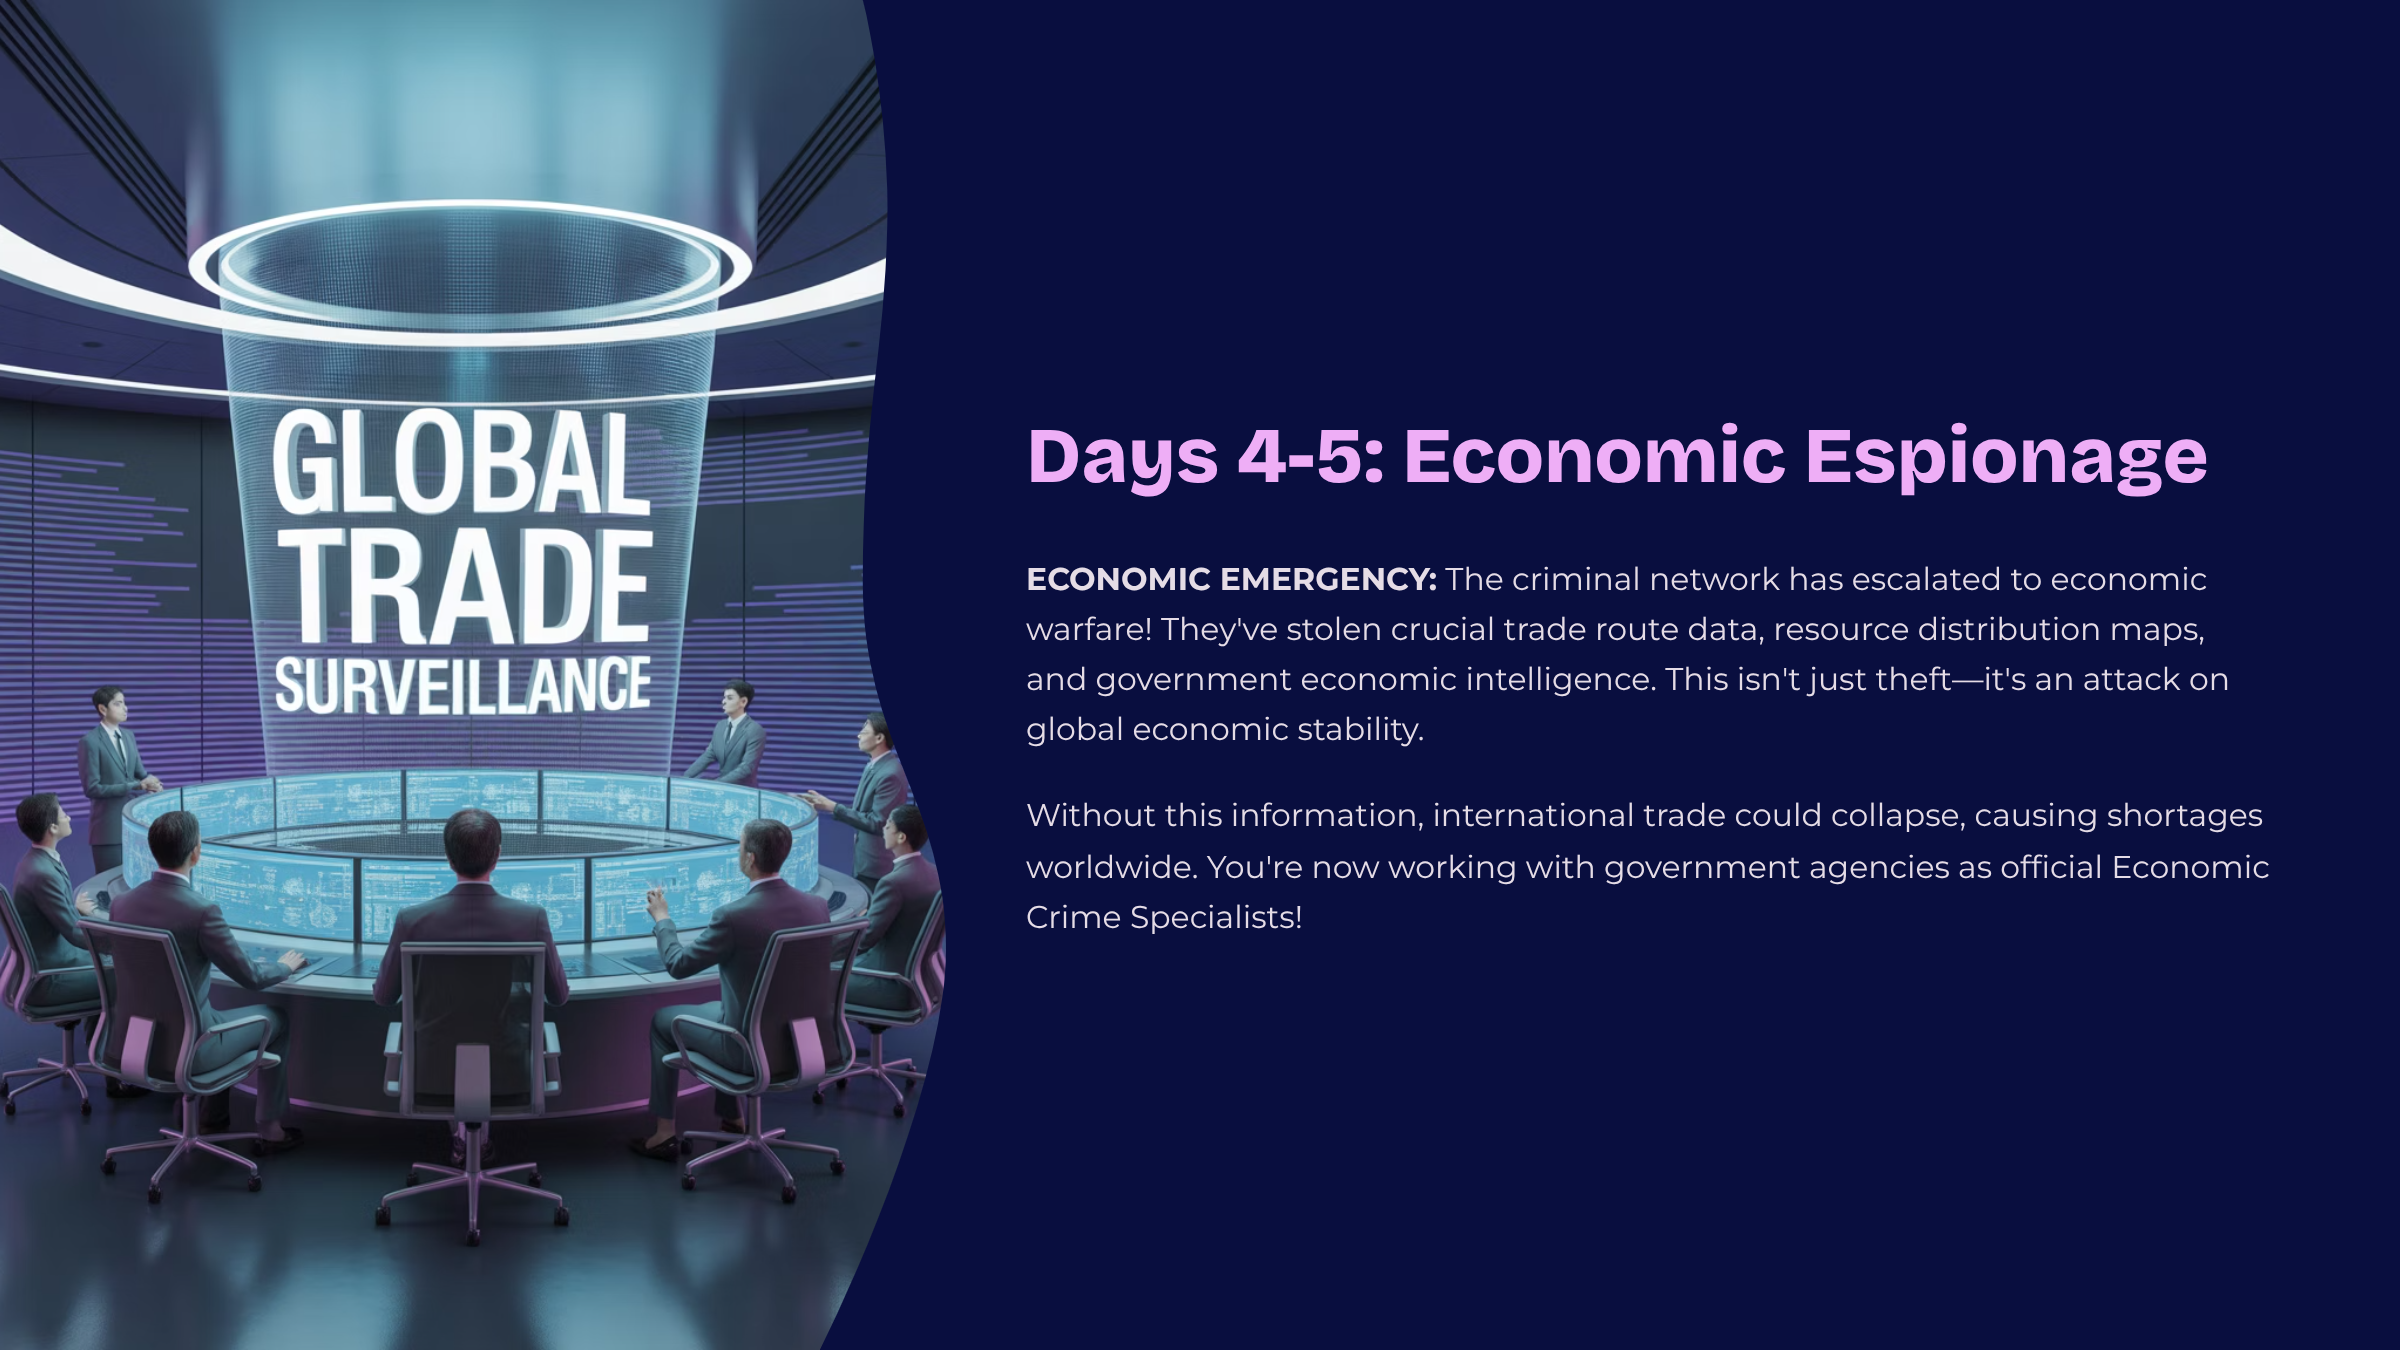 GLOBAL
TRADE
SURVEILLANCE
Days 4-5: Economic Espionage
ECONOMIC EMERGENCY: The criminal network has escalated to economic
warfare! They've stolen crucial trade route data, resource distribution maps,
and government economic intelligence. This isn't just theft—it's an attack on
global economic stability.
Without this information, international trade could collapse, causing shortages
worldwide. You're now working with government agencies as official Economic
Crime Specialists!